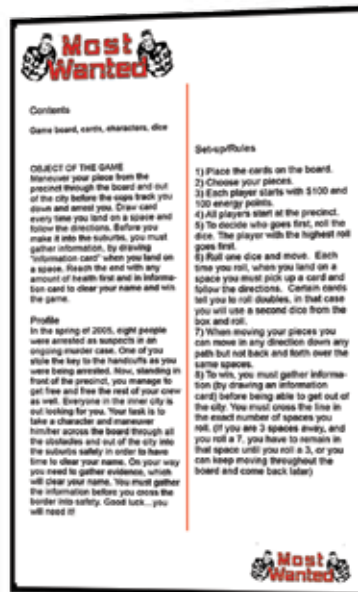 Most
Wanted
Contents
Game board, cards, characters, dice
OBJECT OF THE GAME
Maneuver your piece from the
precinct through the board and out
of the city before the cops track you
down and arrest you. Draw card
every time you land on a space and
follow the directions. Before you
make it into the suburbs, you must
gather information, by drawing
"information card" when you land on
a space. Reach the end with any
amount of health first and in informa-
tion card to clear your name and win
the game.
Profile
In the spring of 2005, eight people
were arrested as suspects in an
ongoing murder case. One of you
stole the key to the handcuffs as you
were being arrested. Now, standing in
front of the precinct, you manage to
get free and free the rest of your crew
as well. Everyone in the inner city is
out looking for you. Your task is to
take a character and maneuver
him/her across the board through all
the obstacles and out of the city into
the suburbs safely in order to have
time to clear your name. On your way
you need to gather evidence, which
will clear your name. You must gather
the information before you cross the
border into safety. Good luck...you
will need it!
Set-up/Rules
1) Place the cards on the board.
2) Choose your pieces.
3) Each player starts with $100 and
100 energy points.
4) All players start at the precinct.
5) To decide who goes first, roll the
dice. The player with the highest roll
goes first.
6) Roll one dice and move. Each
time you roll, when you land on a
space you must pick up a card and
follow the directions. Certain cards
tell you to roll doubles, in that case
you will use a second dice from the
box and roll.
7) When moving your pieces you
can move in any direction down any
path but not back and forth over the
same spaces.
8) To win, you must gather informa-
tion (by drawing an information
card) before being able to get out of
the city. You must cross the line in
the exact number of spaces you
roll. (If you are 3 spaces away, and
you roll a 7, you have to remain in
that space until you roll a 3, or you
can keep moving throughout the
board and come back later)
Most
Wanted